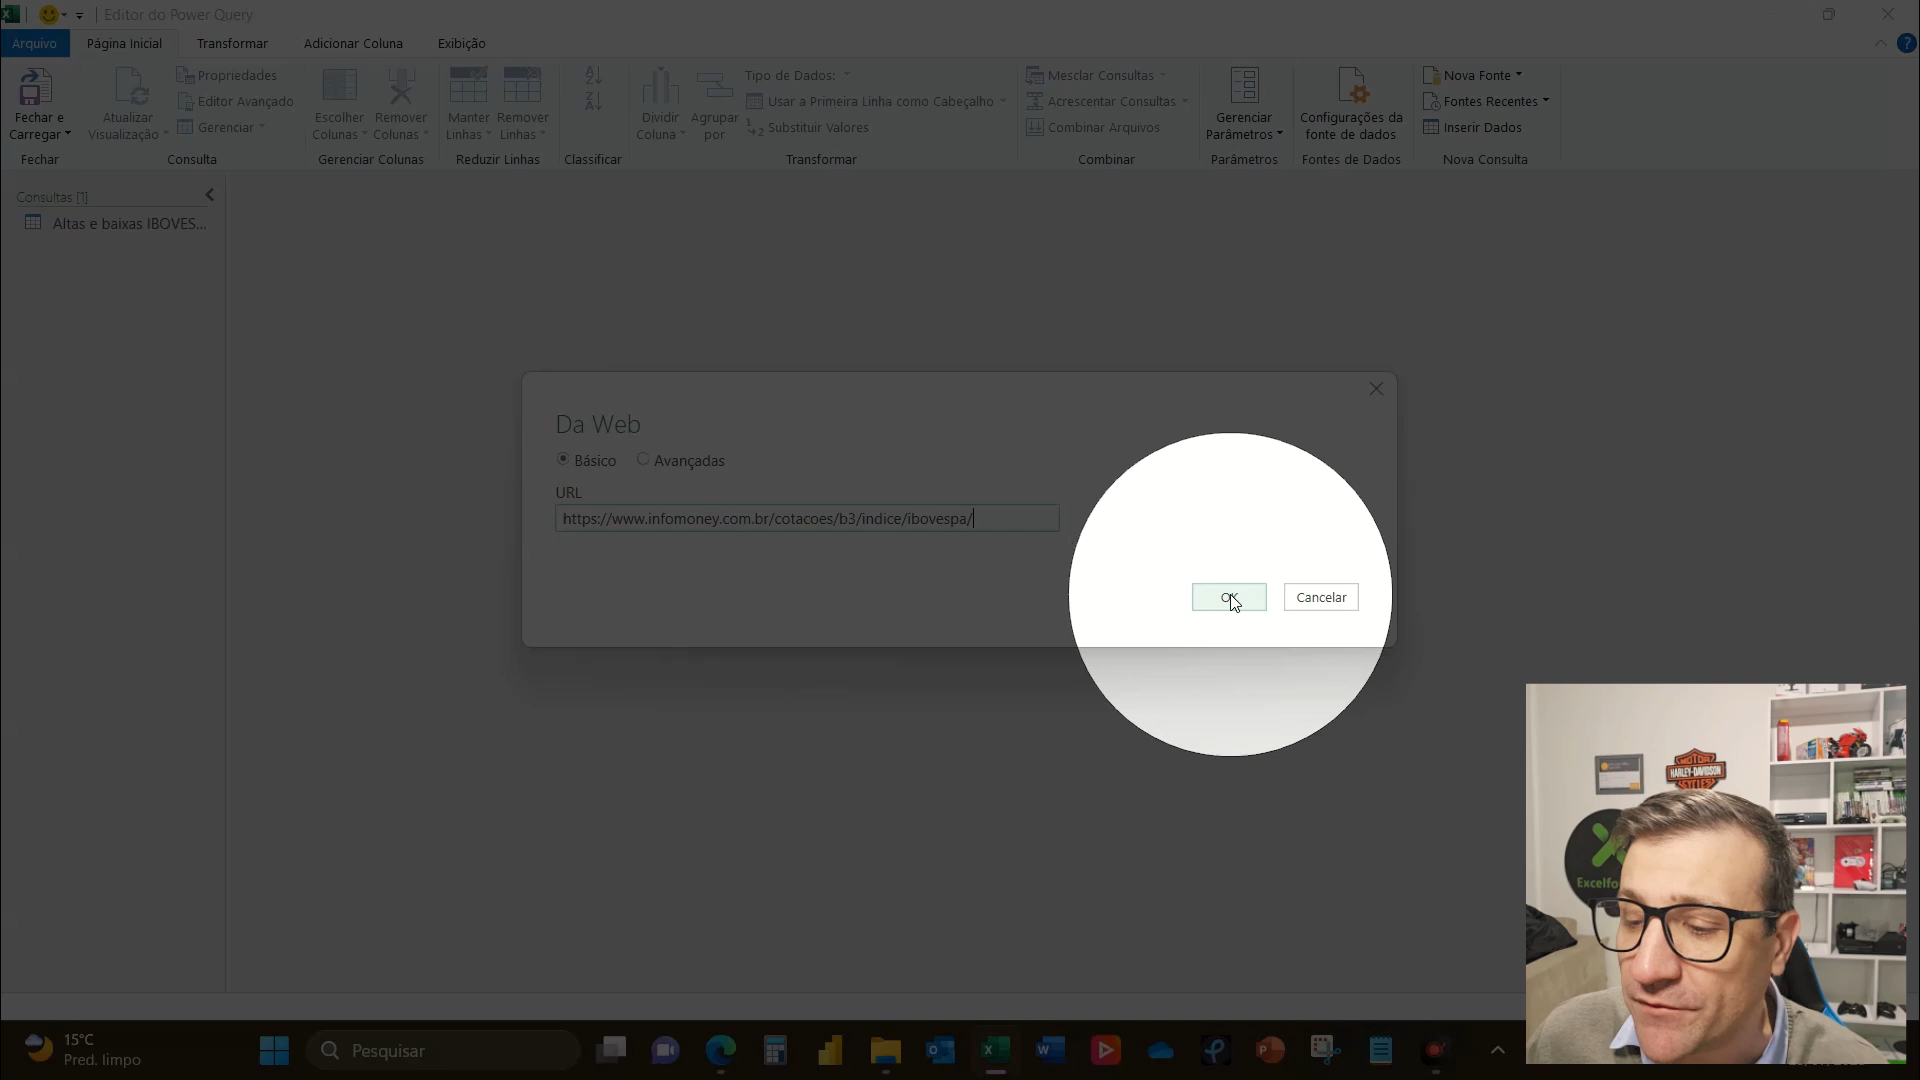 Editor do Power Query
Arquivo
Página Inicial
Transformar
Adicionar Coluna
Exibição
Fechar e
Carregar
Fechar
Atualizar
Visualização
Propriedades
Editor Avançado
Gerenciar
Consulta
Escolher
Colunas
Remover
Colunas
Gerenciar Colunas
Manter
Linhas
Remover
Linhas
Reduzir Linhas
Classificar
Dividir
Coluna
Agrupar
por
Tipo de Dados:
Usar a Primeira Linha como Cabeçalho
Substituir Valores
Transformar
Mesclar Consultas
Acrescentar Consultas
Combinar Arquivos
Combinar
Gerenciar
Parâmetros
Parâmetros
Configurações da
fonte de dados
Fontes de Dados
Nova Fonte
Fontes Recentes
Inserir Dados
Nova Consulta
Consultas [1]
Altas e baixas IBOVES...
Da Web
Básico
Avançadas
URL
https://www.infomoney.com.br/cotacoes/b3/indice/ibovespa/
OK
Cancelar
MOTOR
HARLEY-DAVIDSON
CYCLES
15°C
Pred. limpo
Pesquisar